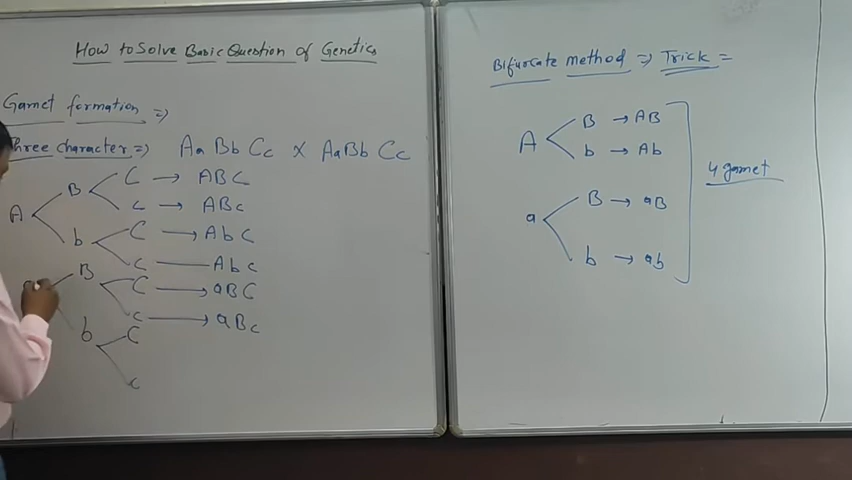 How to Solve Basic Question of Genetics
Gamet formation ⇒
Three character ⇒ Aa Bb Cc × AaBb Cc
A
B
C → ABC
c → ABc
b
C → AbC
c — Abc
B
C → aBC
c → aBc
b
C
c
Bifurcate method ⇒ Trick =
A
B → AB
b → Ab
a
B → aB
b → ab
4 gamet